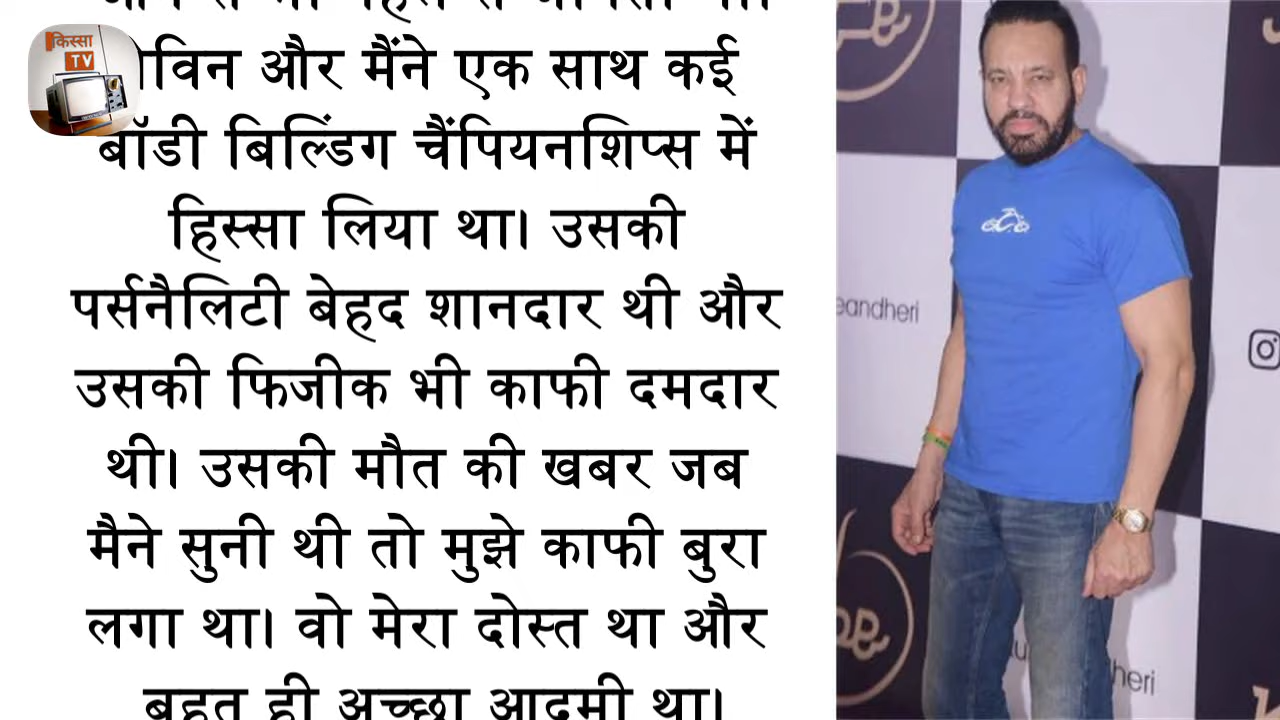 किस्सा
TV
और मैंने एक साथ कई
बॉडी बिल्डिंग चैंपियनशिप्स में
हिस्सा लिया था। उसकी
पर्सनैलिटी बेहद शानदार थी और
उसकी फिजीक भी काफी दमदार
थी। उसकी मौत की खबर जब
मैने सुनी थी तो मुझे काफी बुरा
लगा था। वो मेरा दोस्त था और
बहुत ही अच्छा आदमी था।
eandheri